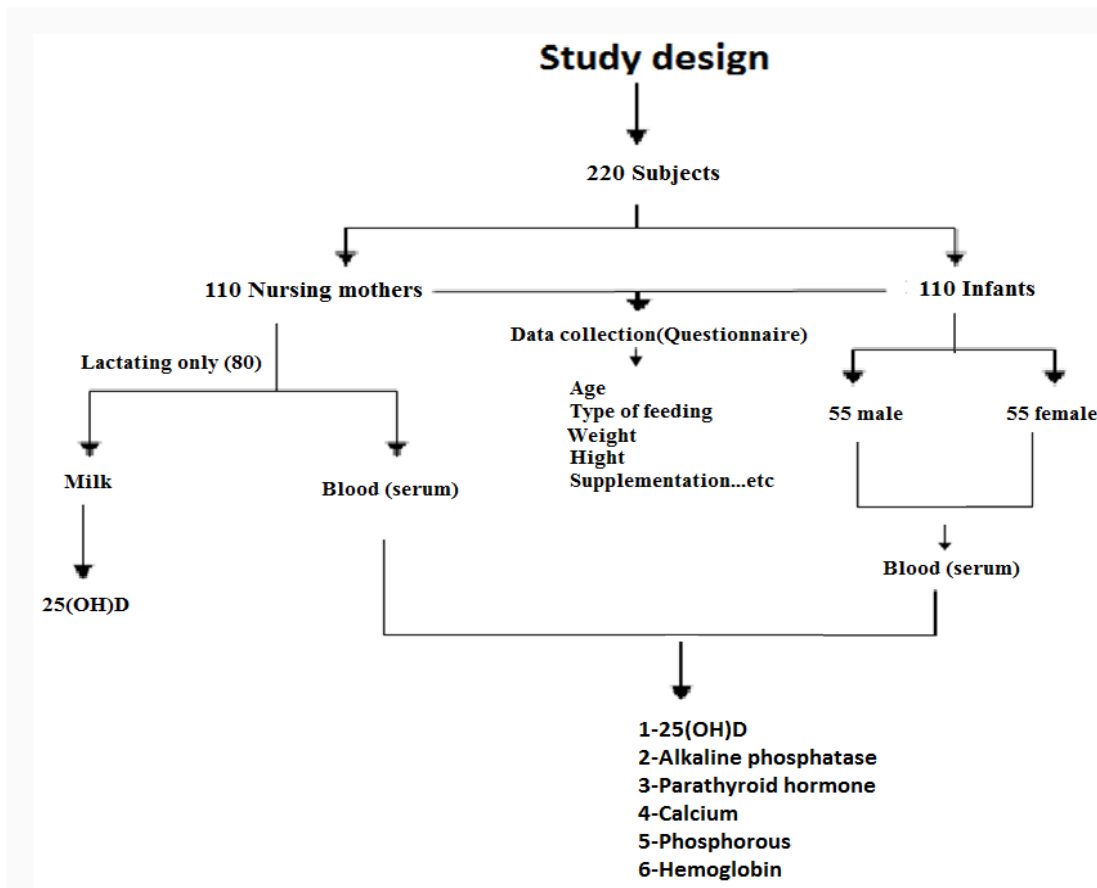 Study design
220 Subjects
110 Nursing mothers
110 Infants
Data collection(Questionnaire)
Lactating only (80)
Age
Type of feeding
Weight
Hight
Supplementation...etc
55 male
55 female
Milk
Blood (serum)
Blood (serum)
25(OH)D
1-25(OH)D
2-Alkaline phosphatase
3-Parathyroid hormone
4-Calcium
5-Phosphorous
6-Hemoglobin